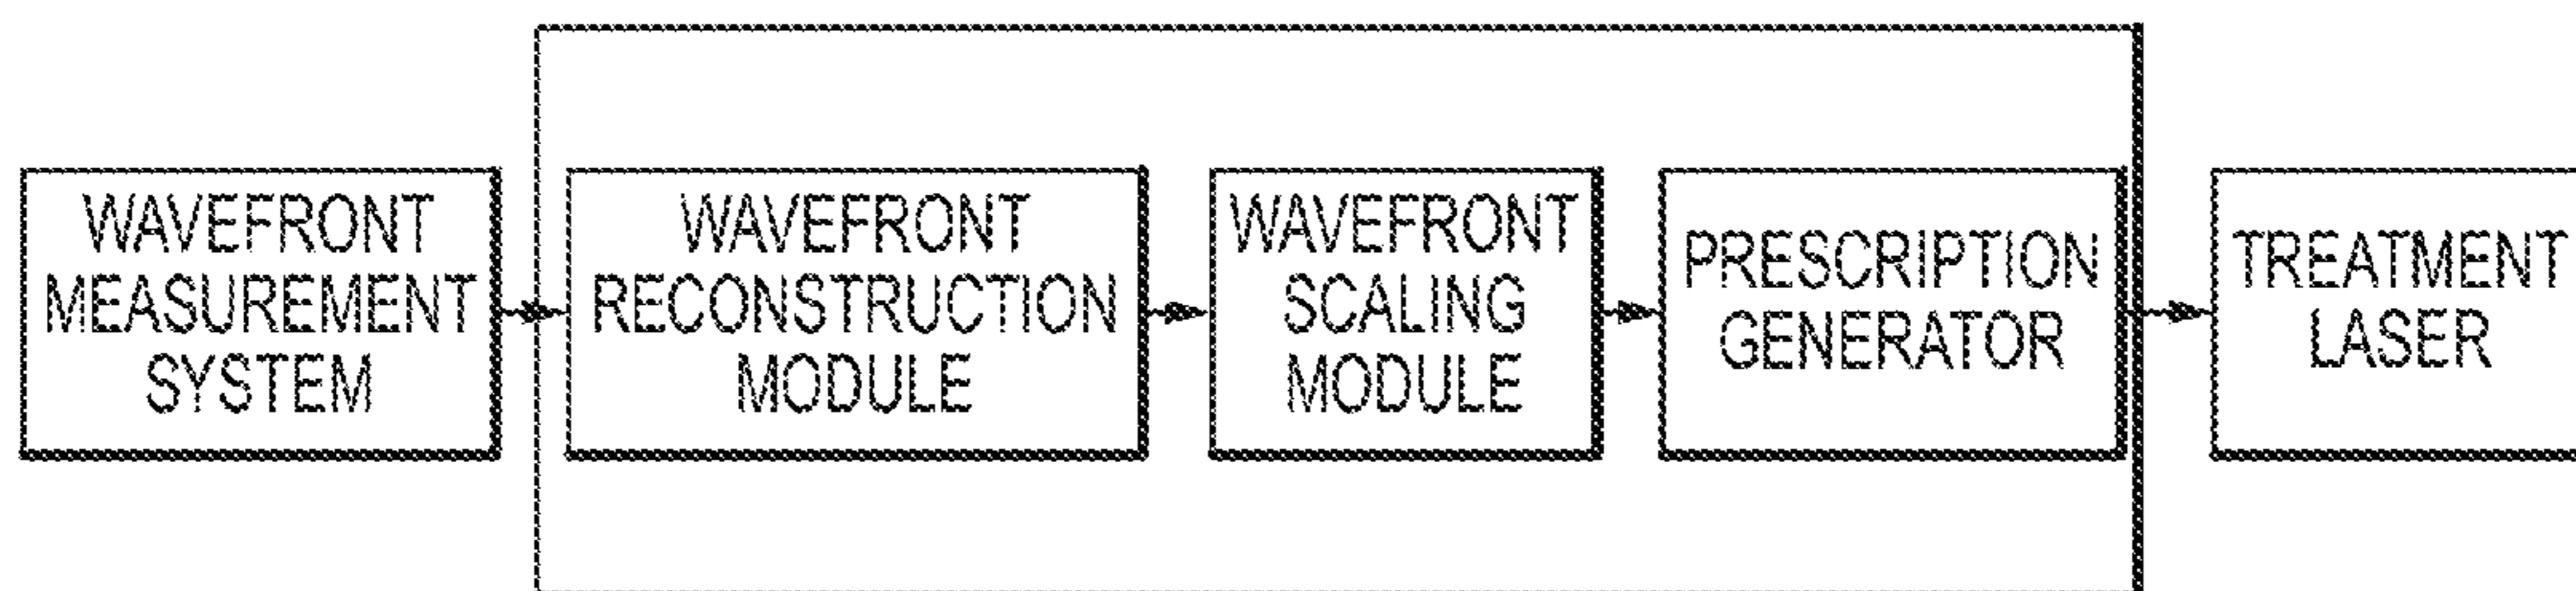 WAVEFRONT
MEASUREMENT
SYSTEM
WAVEFRONT
RECONSTRUCTION
MODULE
WAVEFRONT
SCALING
MODULE
PRESCRIPTION
GENERATOR
TREATMENT
LASER